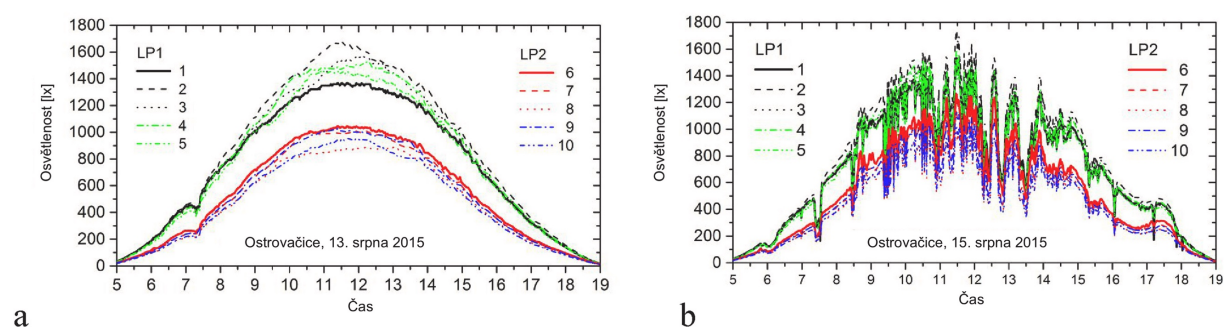 Osvětlenost [lx]
1800
1600
1400
1200
1000
800
600
400
200
0
LP1
1
2
3
4
5
LP2
6
7
8
9
10
Ostrovačice, 13. srpna 2015
5 6 7 8 9 10 11 12 13 14 15 16 17 18 19
Čas
a
Osvětlenost [lx]
1800
1600
1400
1200
1000
800
600
400
200
0
LP1
1
2
3
4
5
LP2
6
7
8
9
10
Ostrovačice, 15. srpna 2015
5 6 7 8 9 10 11 12 13 14 15 16 17 18 19
Čas
b